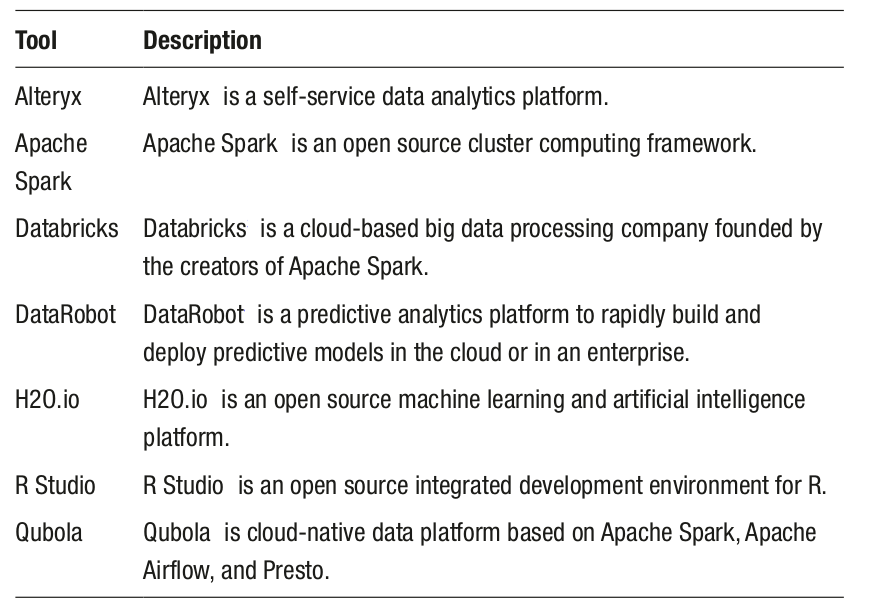 Tool Description
Alteryx Alteryx is a self-service data analytics platform.
Apache Spark Apache Spark is an open source cluster computing framework.
Databricks Databricks is a cloud-based big data processing company founded by
the creators of Apache Spark.
DataRobot DataRobot is a predictive analytics platform to rapidly build and
deploy predictive models in the cloud or in an enterprise.
H2O.io H2O.io is an open source machine learning and artificial intelligence
platform.
R Studio R Studio is an open source integrated development environment for R.
Qubola Qubola is cloud-native data platform based on Apache Spark, Apache
Airflow, and Presto.